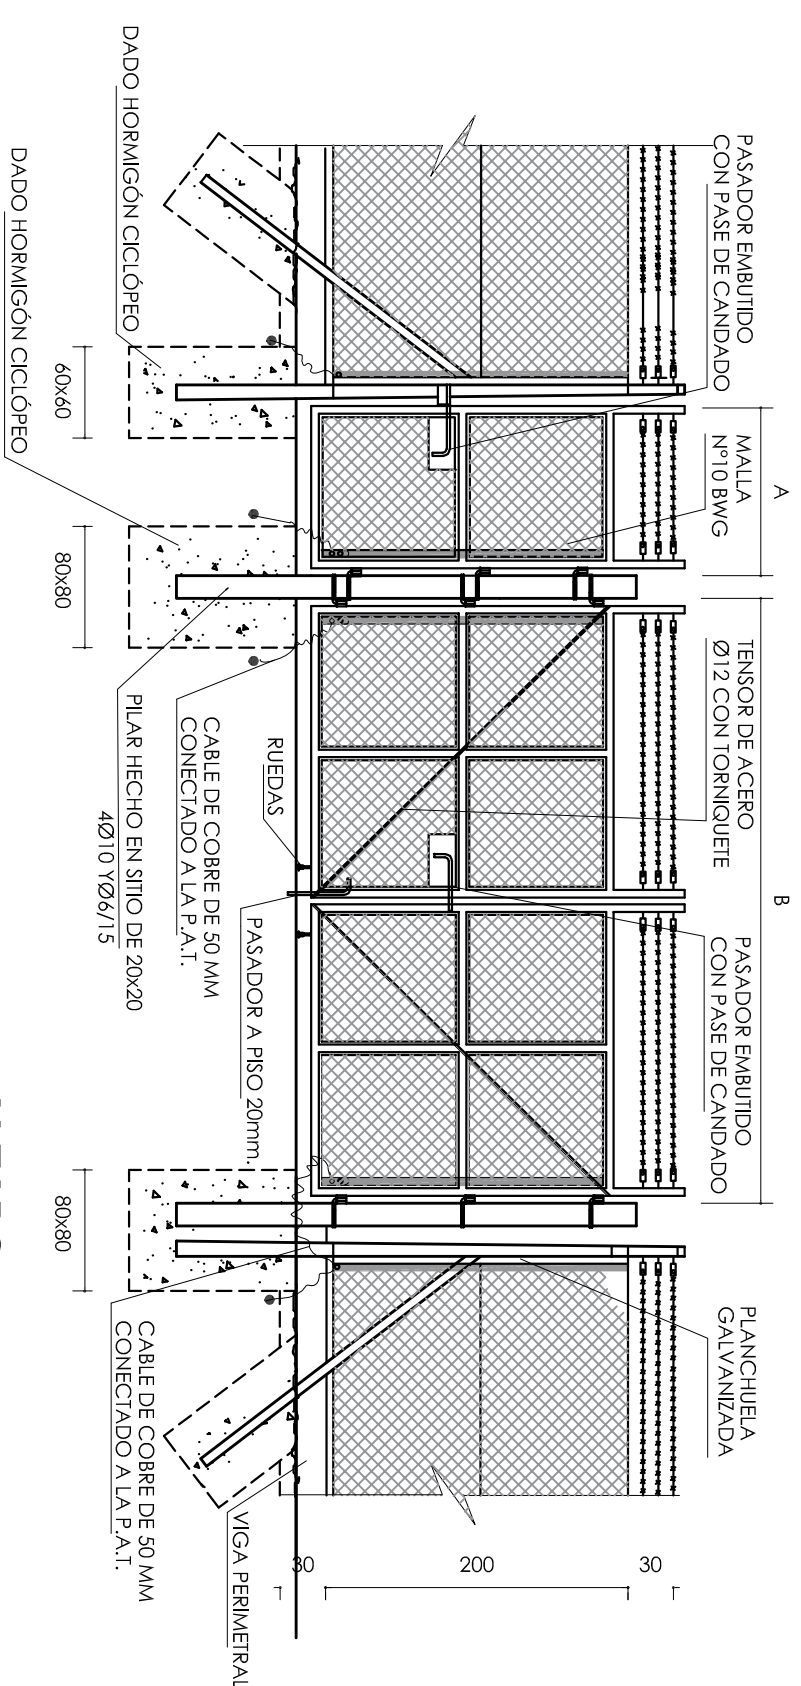 PASADOR EMBUTIDO
CON PASE DE CANDADO
A
MALLA
N°10 BWG
TENSOR DE ACERO
Ø12 CON TORNIQUETE
B
PASADOR EMBUTIDO
CON PASE DE CANDADO
PLANCHUELA
GALVANIZADA
30
200
30
DADO HORMIGÓN CICLÓPEO
60x60
DADO HORMIGÓN CICLÓPEO
80x80
PILAR HECHO EN SITIO DE 20x20
4Ø10 YØ6/15
CABLE DE COBRE DE 50 MM
CONECTADO A LA P.A.T.
RUEDAS
PASADOR A PISO 20mm.
80x80
CABLE DE COBRE DE 50 MM
CONECTADO A LA P.A.T.
VIGA PERIMETRAL